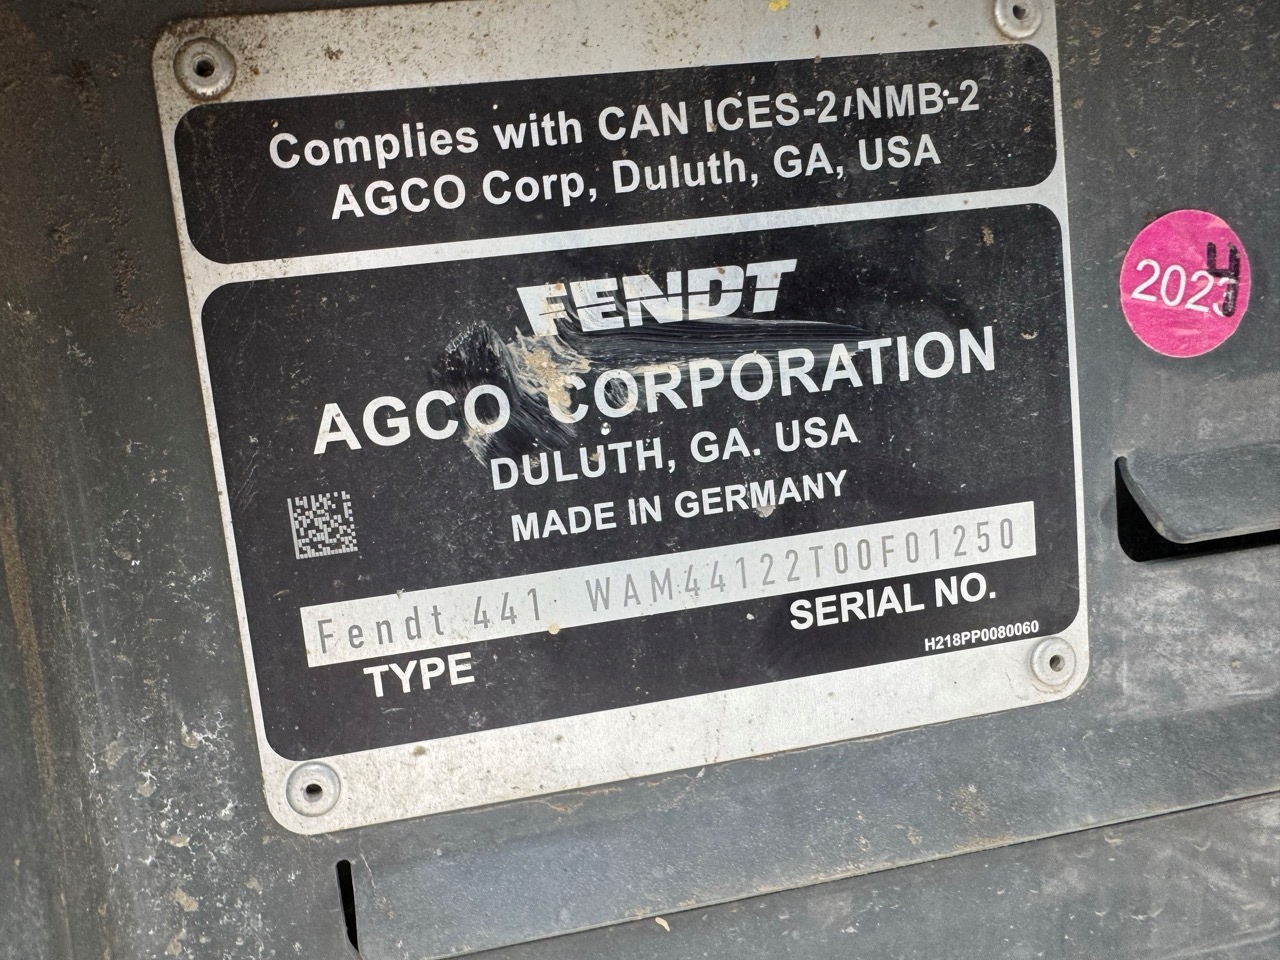 Complies with CAN ICES-2/NMB-2
AGCO Corp, Duluth, GA, USA
FENDT
AGCO CORPORATION
DULUTH, GA. USA
MADE IN GERMANY
Fendt 441 WAM44122T00F01250
TYPE SERIAL NO.
H218PP0080060
2023